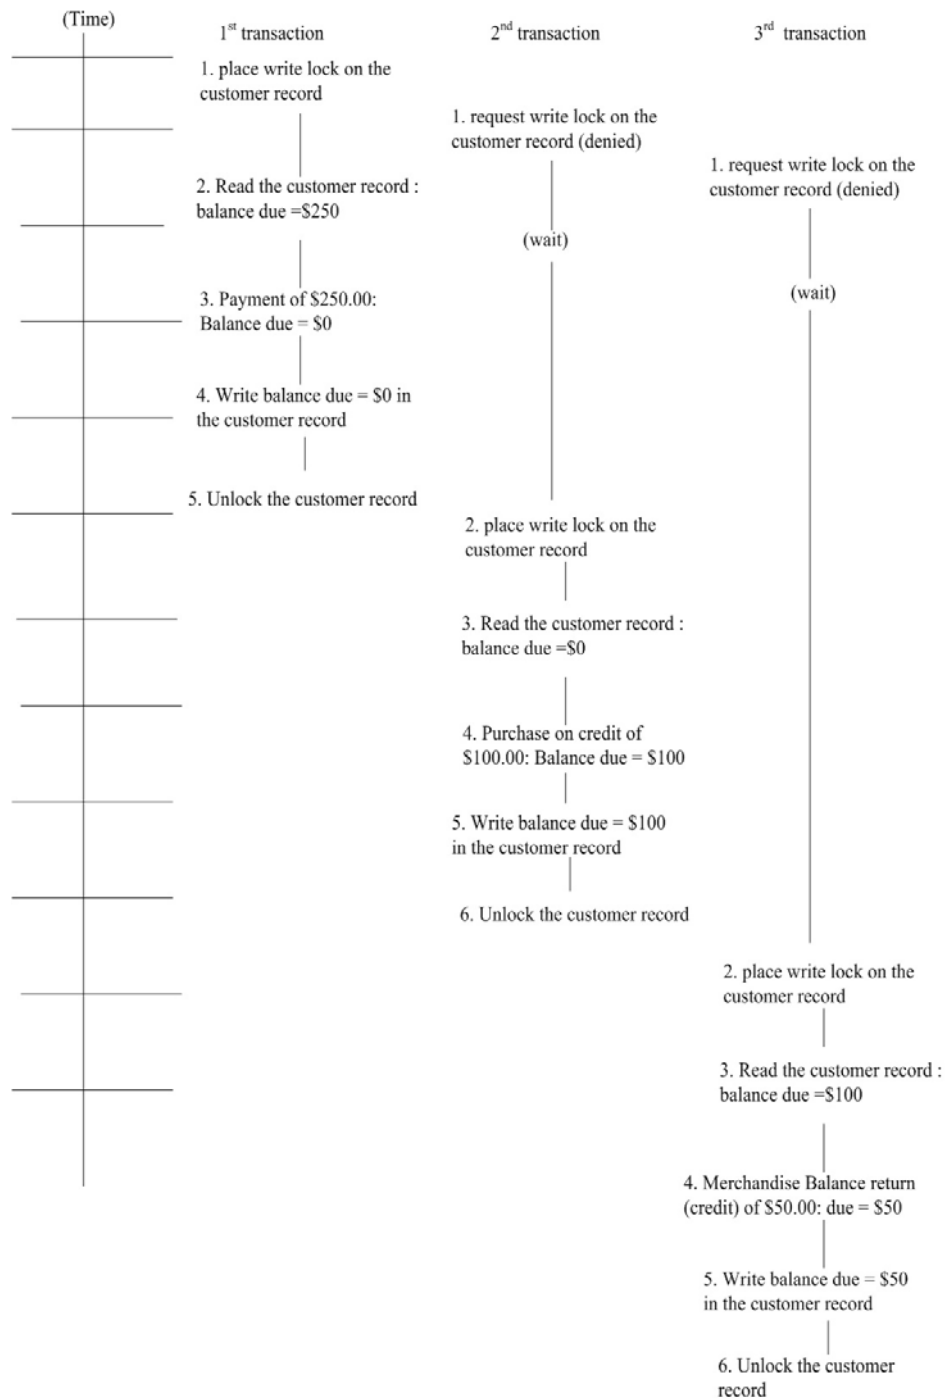 (Time)
1st transaction
2nd transaction
3rd transaction
1. place write lock on the
customer record
1. request write lock on the
customer record (denied)
1. request write lock on the
customer record (denied)
2. Read the customer record :
balance due =$250
(wait)
(wait)
3. Payment of $250.00:
Balance due = $0
4. Write balance due = $0 in
the customer record
5. Unlock the customer record
2. place write lock on the
customer record
3. Read the customer record :
balance due =$0
4. Purchase on credit of
$100.00: Balance due = $100
5. Write balance due = $100
in the customer record
6. Unlock the customer record
2. place write lock on the
customer record
3. Read the customer record :
balance due =$100
4. Merchandise Balance return
(credit) of $50.00: due = $50
5. Write balance due = $50
in the customer record
6. Unlock the customer
record